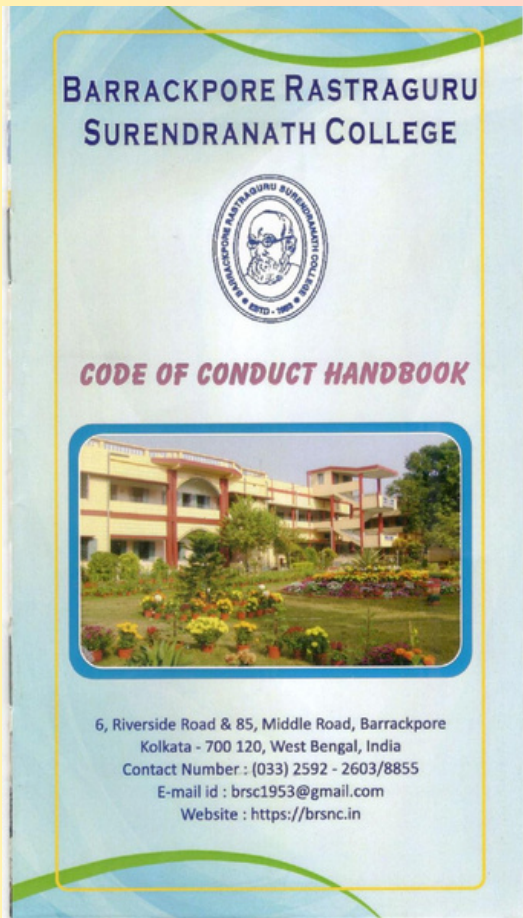 BARRACKPORE RASTRAGURU
SURENDRANATH COLLEGE
BARRACKPORE RASTRAGURU SURENDRANATH COLLEGE
ESTD - 1953
CODE OF CONDUCT HANDBOOK
6, Riverside Road & 85, Middle Road, Barrackpore
Kolkata - 700 120, West Bengal, India
Contact Number : (033) 2592 - 2603/8855
E-mail id : brsc1953@gmail.com
Website : https://brsnc.in